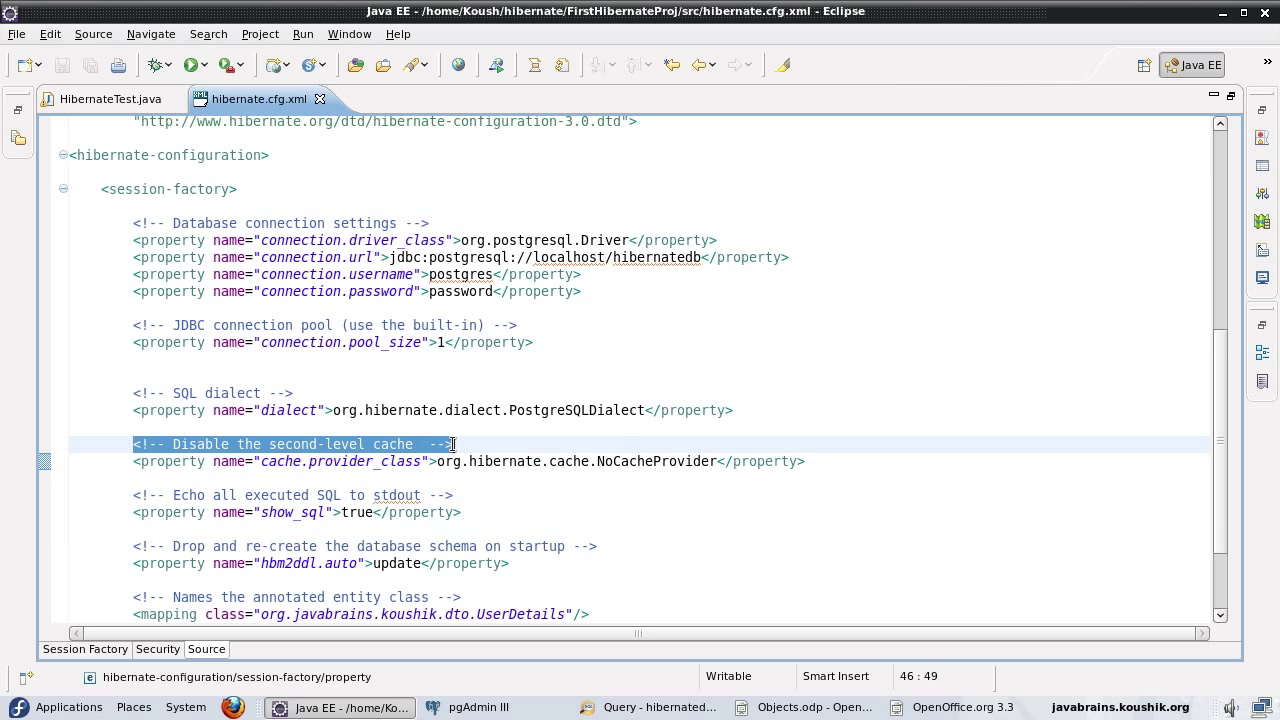 Java EE - /home/Koush/hibernate/FirstHibernateProj/src/hibernate.cfg.xml - Eclipse
File Edit Source Navigate Search Project Run Window Help
Java EE
HibernateTest.java hibernate.cfg.xml
"http://www.hibernate.org/dtd/hibernate-configuration-3.0.dtd">
<hibernate-configuration>
<session-factory>
<!-- Database connection settings -->
<property name="connection.driver_class">org.postgresql.Driver</property>
<property name="connection.url">jdbc:postgresql://localhost/hibernatedb</property>
<property name="connection.username">postgres</property>
<property name="connection.password">password</property>
<!-- JDBC connection pool (use the built-in) -->
<property name="connection.pool_size">1</property>
<!-- SQL dialect -->
<property name="dialect">org.hibernate.dialect.PostgreSQLDialect</property>
<!-- Disable the second-level cache  -->
<property name="cache.provider_class">org.hibernate.cache.NoCacheProvider</property>
<!-- Echo all executed SQL to stdout -->
<property name="show_sql">true</property>
<!-- Drop and re-create the database schema on startup -->
<property name="hbm2ddl.auto">update</property>
<!-- Names the annotated entity class -->
<mapping class="org.javabrains.koushik.dto.UserDetails"/>
Session Factory Security Source
hibernate-configuration/session-factory/property Writable Smart Insert 46 : 49
Applications Places System Java EE - /home/Ko... pgAdmin III Query - hibernated... Objects.odp - Open... OpenOffice.org 3.3 javabrains.koushik.org